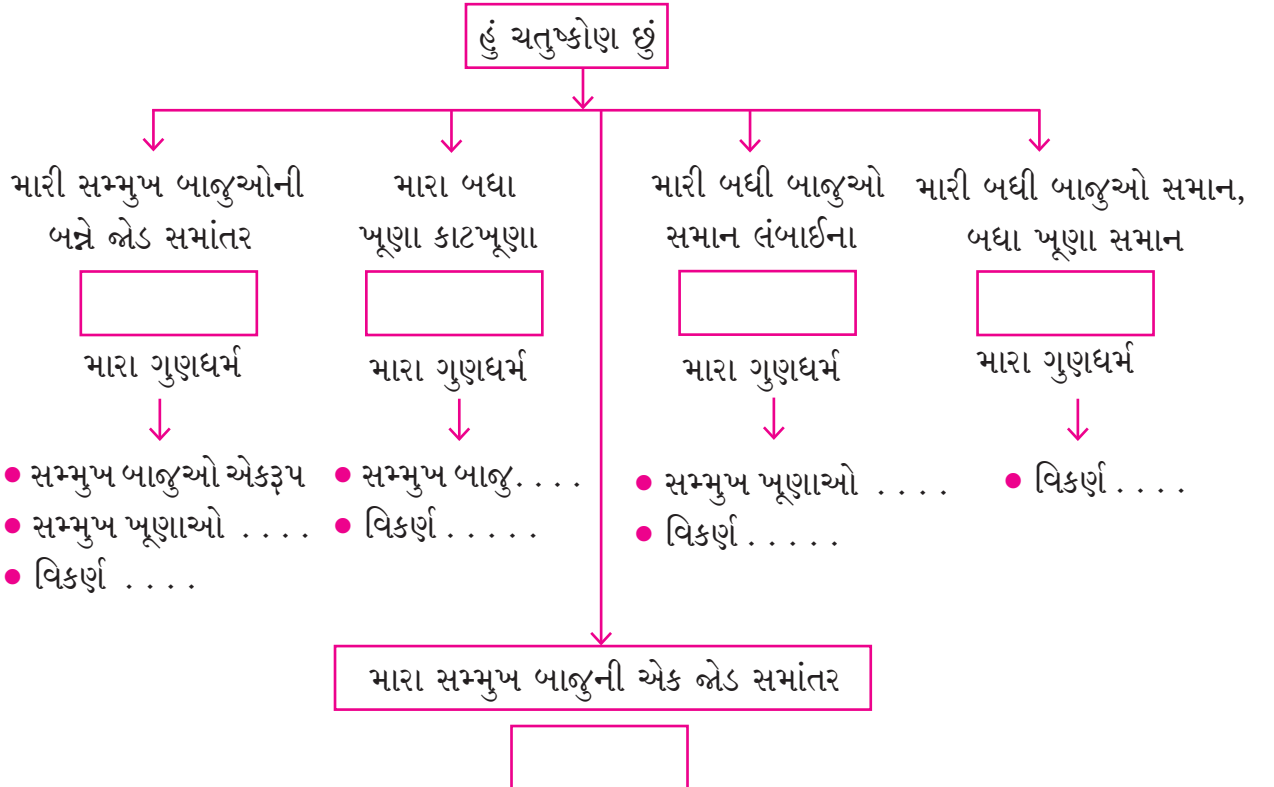 હું ચતુષ્કોણ છું
મારી સમ્મુખ બાજુઓની
બન્ને જોડ સમાંતર
મારા ગુણધર્મ
● સમ્મુખ બાજુઓ એકરૂપ
● સમ્મુખ ખૂણાઓ . . . .
● વિકર્ણ . . . .
મારા બધા
ખૂણા કાટખૂણા
મારા ગુણધર્મ
● સમ્મુખ બાજુ. . . .
● વિકર્ણ . . . . .
મારી બધી બાજુઓ
સમાન લંબાઈના
મારા ગુણધર્મ
● સમ્મુખ ખૂણાઓ . . . .
● વિકર્ણ . . . . .
મારી બધી બાજુઓ સમાન,
બધા ખૂણા સમાન
મારા ગુણધર્મ
● વિકર્ણ . . . .
મારા સમ્મુખ બાજુની એક જોડ સમાંતર